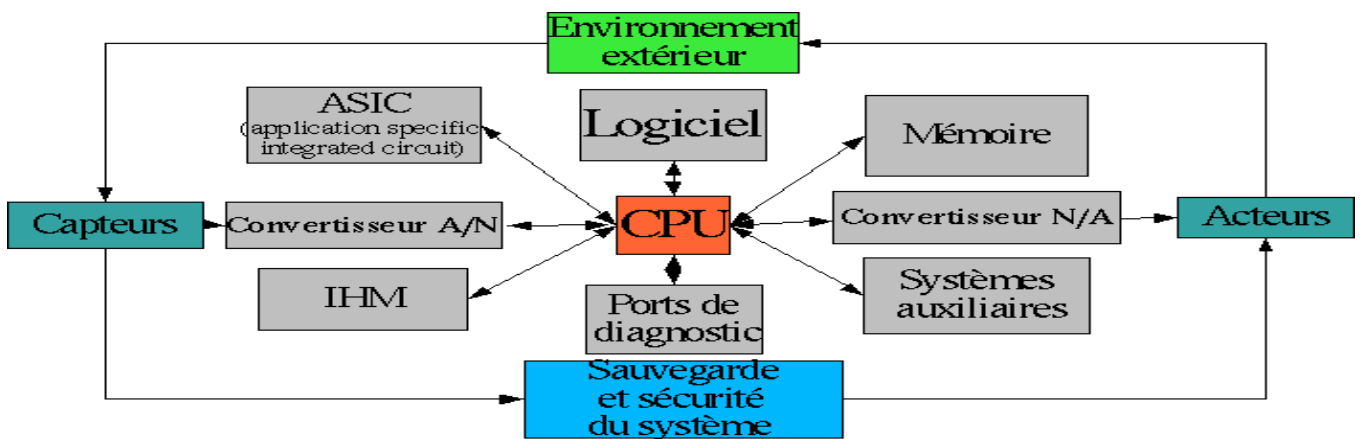 Environnement
extérieur
ASIC
(application specific
integrated circuit)
Logiciel
Mémoire
Capteurs
Convertisseur A/N
CPU
Convertisseur N/A
Acteurs
IHM
Ports de
diagnostic
Systèmes
auxiliaires
Sauvegarde
et sécurité
du système